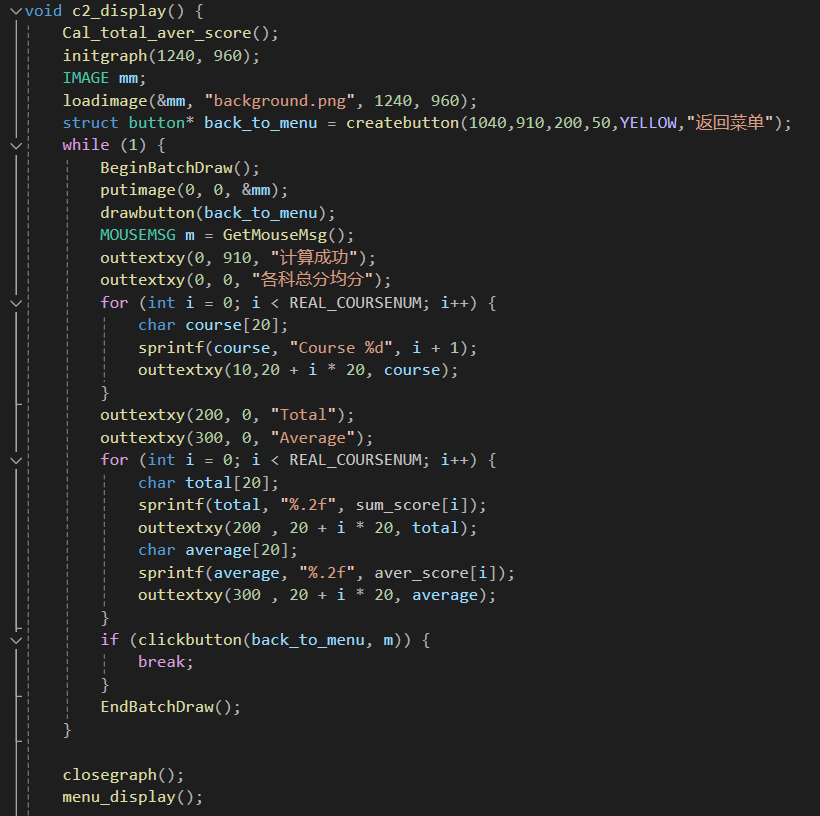 void c2_display() {
Cal_total_aver_score();
initgraph(1240, 960);
IMAGE mm;
loadimage(&mm, "background.png", 1240, 960);
struct button* back_to_menu = createbutton(1040,910,200,50,YELLOW,"返回菜单");
while (1) {
BeginBatchDraw();
putimage(0, 0, &mm);
drawbutton(back_to_menu);
MOUSEMSG m = GetMouseMsg();
outtextxy(0, 910, "计算成功");
outtextxy(0, 0, "各科总分均分");
for (int i = 0; i < REAL_COURSENUM; i++) {
char course[20];
sprintf(course, "Course %d", i + 1);
outtextxy(10,20 + i * 20, course);
}
outtextxy(200, 0, "Total");
outtextxy(300, 0, "Average");
for (int i = 0; i < REAL_COURSENUM; i++) {
char total[20];
sprintf(total, "%.2f", sum_score[i]);
outtextxy(200 , 20 + i * 20, total);
char average[20];
sprintf(average, "%.2f", aver_score[i]);
outtextxy(300 , 20 + i * 20, average);
}
if (clickbutton(back_to_menu, m)) {
break;
}
EndBatchDraw();
}
closegraph();
menu_display();